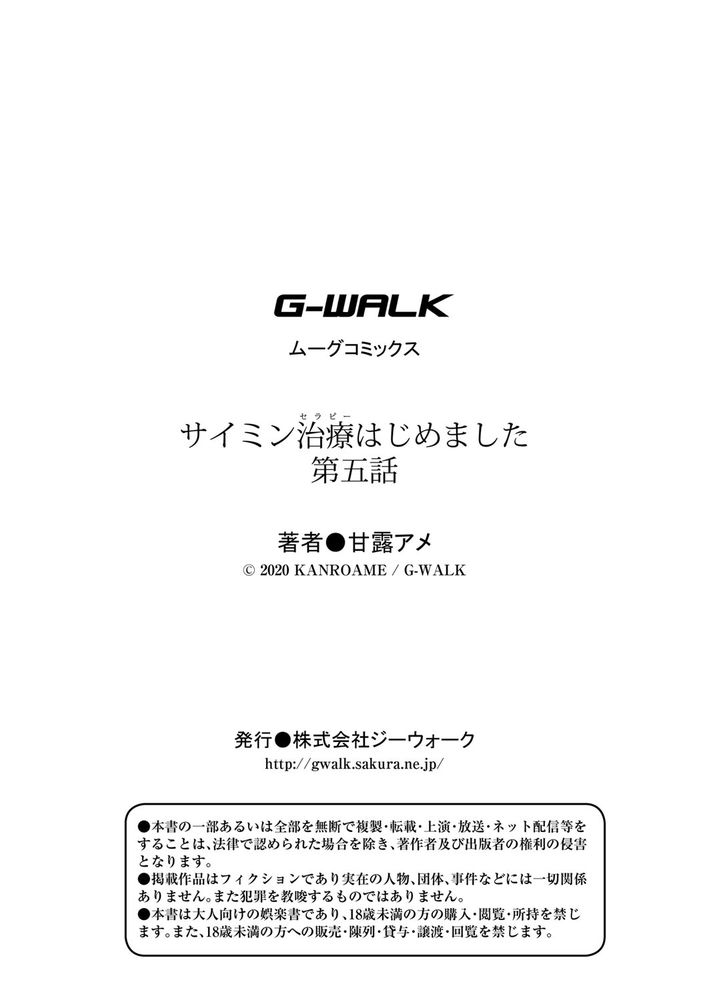 G-WALK
ムーグコミックス
セラピー
サイミン治療はじめました
第五話
著者●甘露アメ
© 2020 KANROAME / G-WALK
発行●株式会社ジーウォーク
http://gwalk.sakura.ne.jp/
●本書の一部あるいは全部を無断で複製・転載・上演・放送・ネット配信等を
することは、法律で認められた場合を除き、著作者及び出版者の権利の侵害
となります。
●掲載作品はフィクションであり実在の人物、団体、事件などには一切関係
ありません。また犯罪を教唆するものではありません。
●本書は大人向けの娯楽書であり、18歳未満の方の購入・閲覧・所持を禁じ
ます。また、18歳未満の方への販売・陳列・貸与・譲渡・回覧を禁じます。